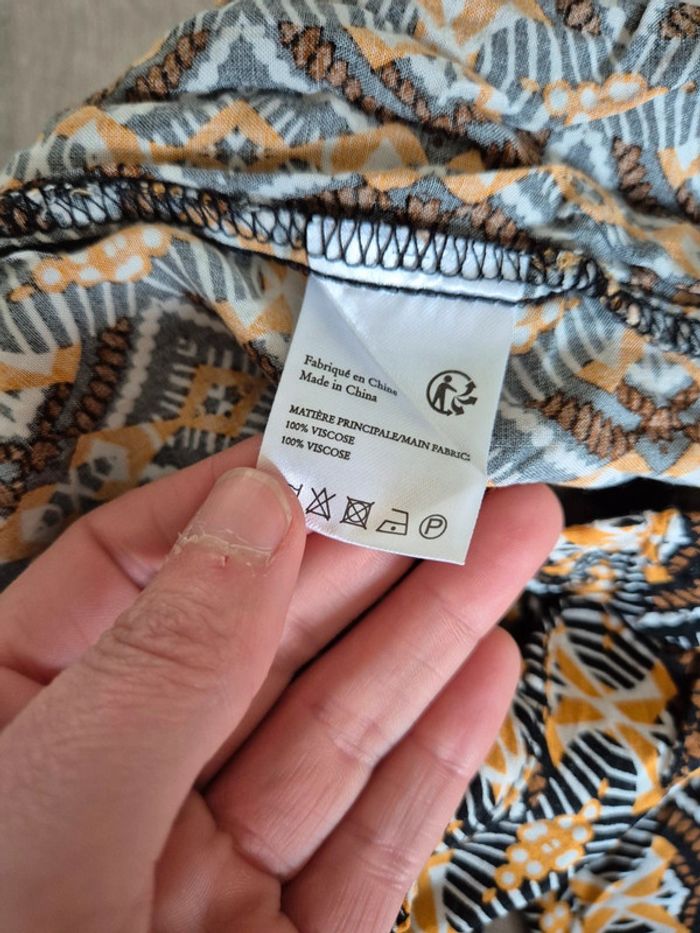 Fabriqué en Chine
Made in China
MATIÈRE PRINCIPALE/MAIN FABRIC:
100% VISCOSE
100% VISCOSE
P